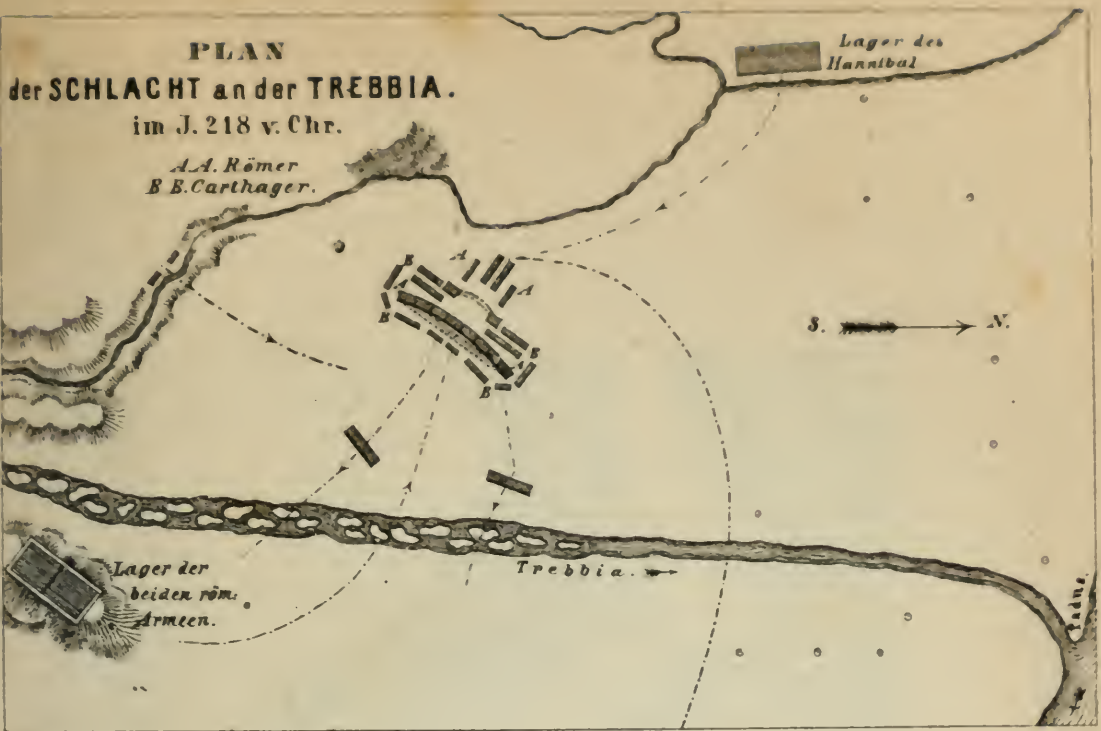 PLAN
der SCHLACHT an der TREBBIA.
im J. 218 v. Chr.
A.A. Römer
B B. Carthager.
Lager des
Hannibal
A
B
A
A
B
S. N.
B
A
B
Lager der
beiden röm.
Armeen.
Trebbia.
Padus.